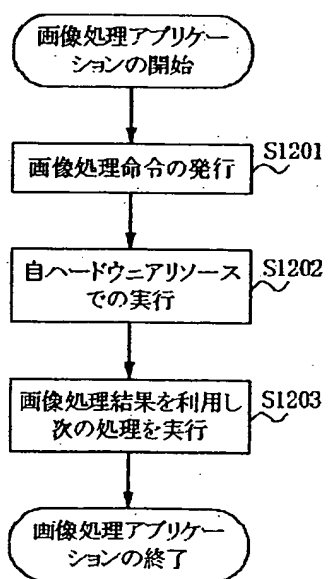 画像処理アプリケー
ションの開始
画像処理命令の発行
S1201
自ハードウェアリソース
での実行
S1202
画像処理結果を利用し
次の処理を実行
S1203
画像処理アプリケー
ションの終了